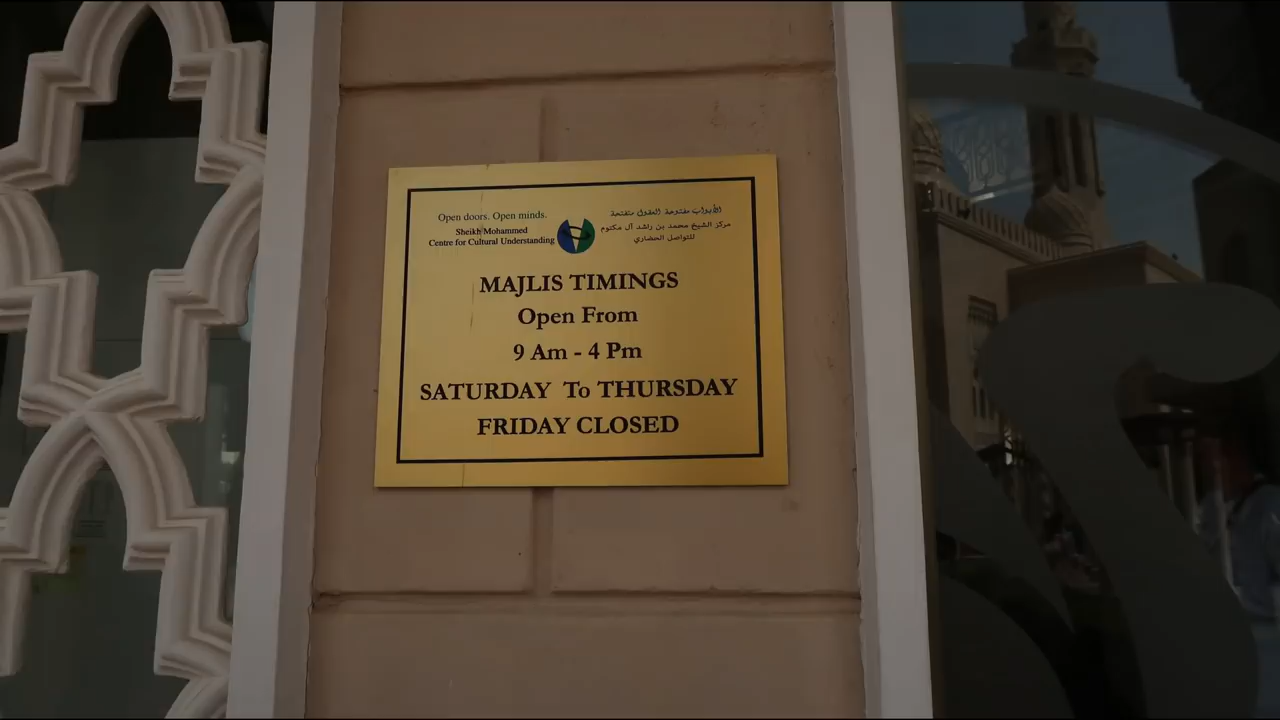 Open doors. Open minds.
Sheikh Mohammed
Centre for Cultural Understanding
الأبواب مفتوحة العقول متفتحة
مركز الشيخ محمد بن راشد آل مكتوم
للتواصل الحضاري
MAJLIS TIMINGS
Open From
9 Am - 4 Pm
SATURDAY To THURSDAY
FRIDAY CLOSED